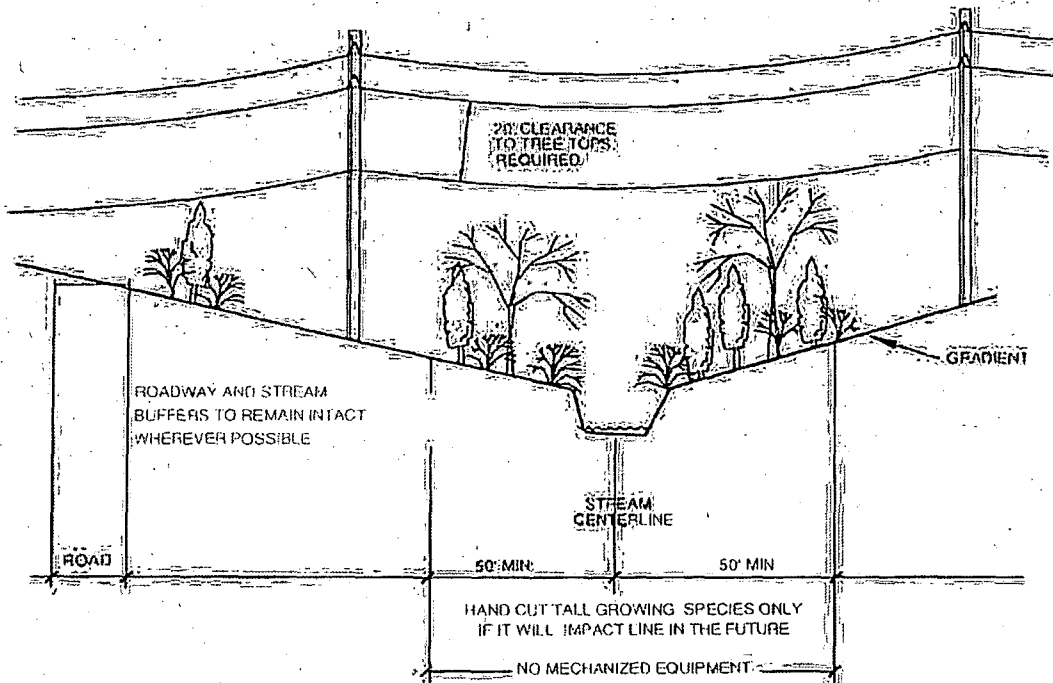 20' CLEARANCE
TO TREE TOPS
REQUIRED
GRADIENT
ROADWAY AND STREAM
BUFFERS TO REMAIN INTACT
WHEREVER POSSIBLE
STREAM
CENTERLINE
ROAD
50' MIN.
50' MIN
HAND CUT TALL GROWING SPECIES ONLY
IF IT WILL IMPACT LINE IN THE FUTURE
NO MECHANIZED EQUIPMENT